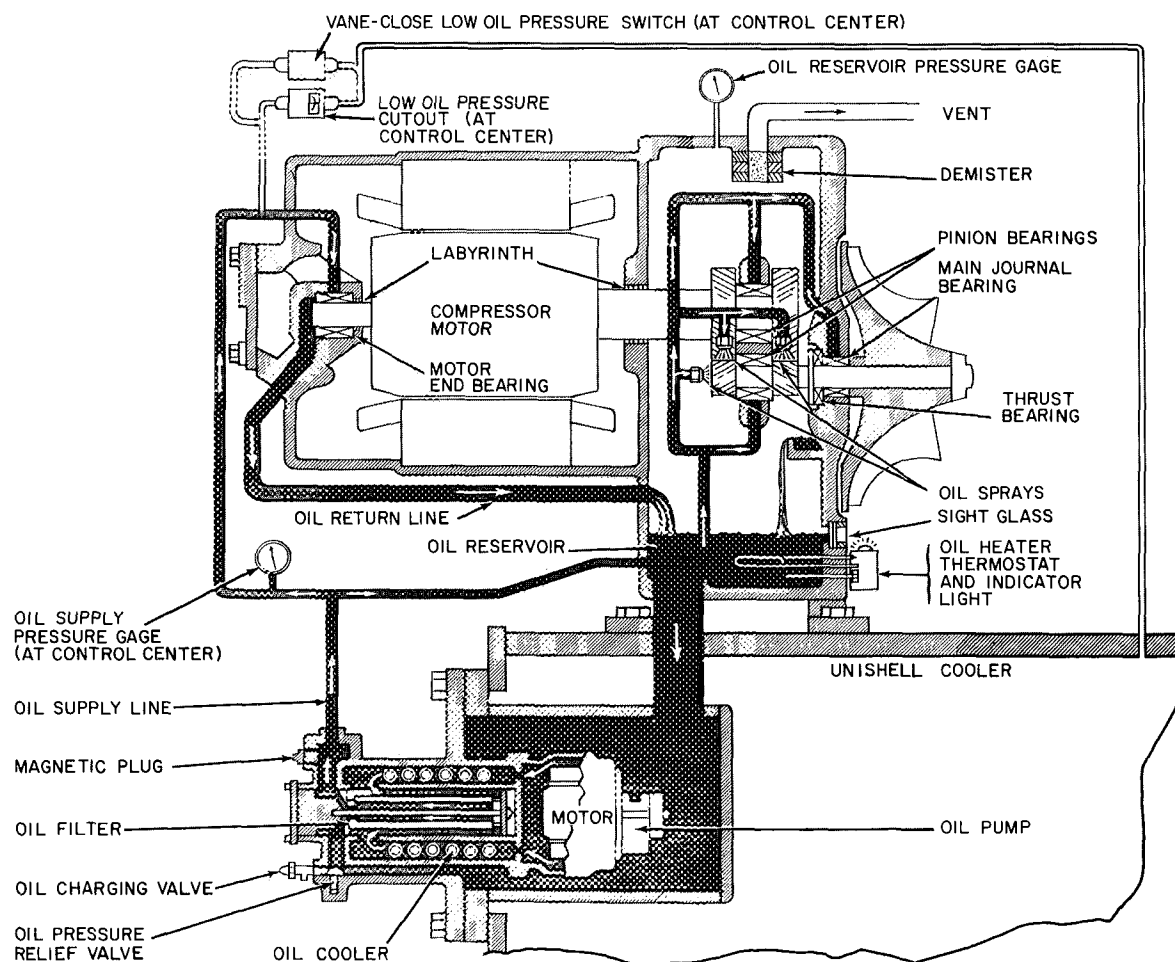 VANE-CLOSE LOW OIL PRESSURE SWITCH (AT CONTROL CENTER)
OIL RESERVOIR PRESSURE GAGE
LOW OIL PRESSURE
CUTOUT (AT
CONTROL CENTER)
VENT
DEMISTER
LABYRINTH
COMPRESSOR
MOTOR
PINION BEARINGS
MAIN JOURNAL
BEARING
MOTOR
END BEARING
THRUST
BEARING
OIL RETURN LINE
OIL SPRAYS
SIGHT GLASS
OIL RESERVOIR
OIL HEATER
THERMOSTAT
AND INDICATOR
LIGHT
OIL SUPPLY
PRESSURE GAGE
(AT CONTROL CENTER)
UNISHELL COOLER
OIL SUPPLY LINE
MAGNETIC PLUG
MOTOR
OIL FILTER
OIL PUMP
OIL CHARGING VALVE
OIL PRESSURE
RELIEF VALVE
OIL COOLER